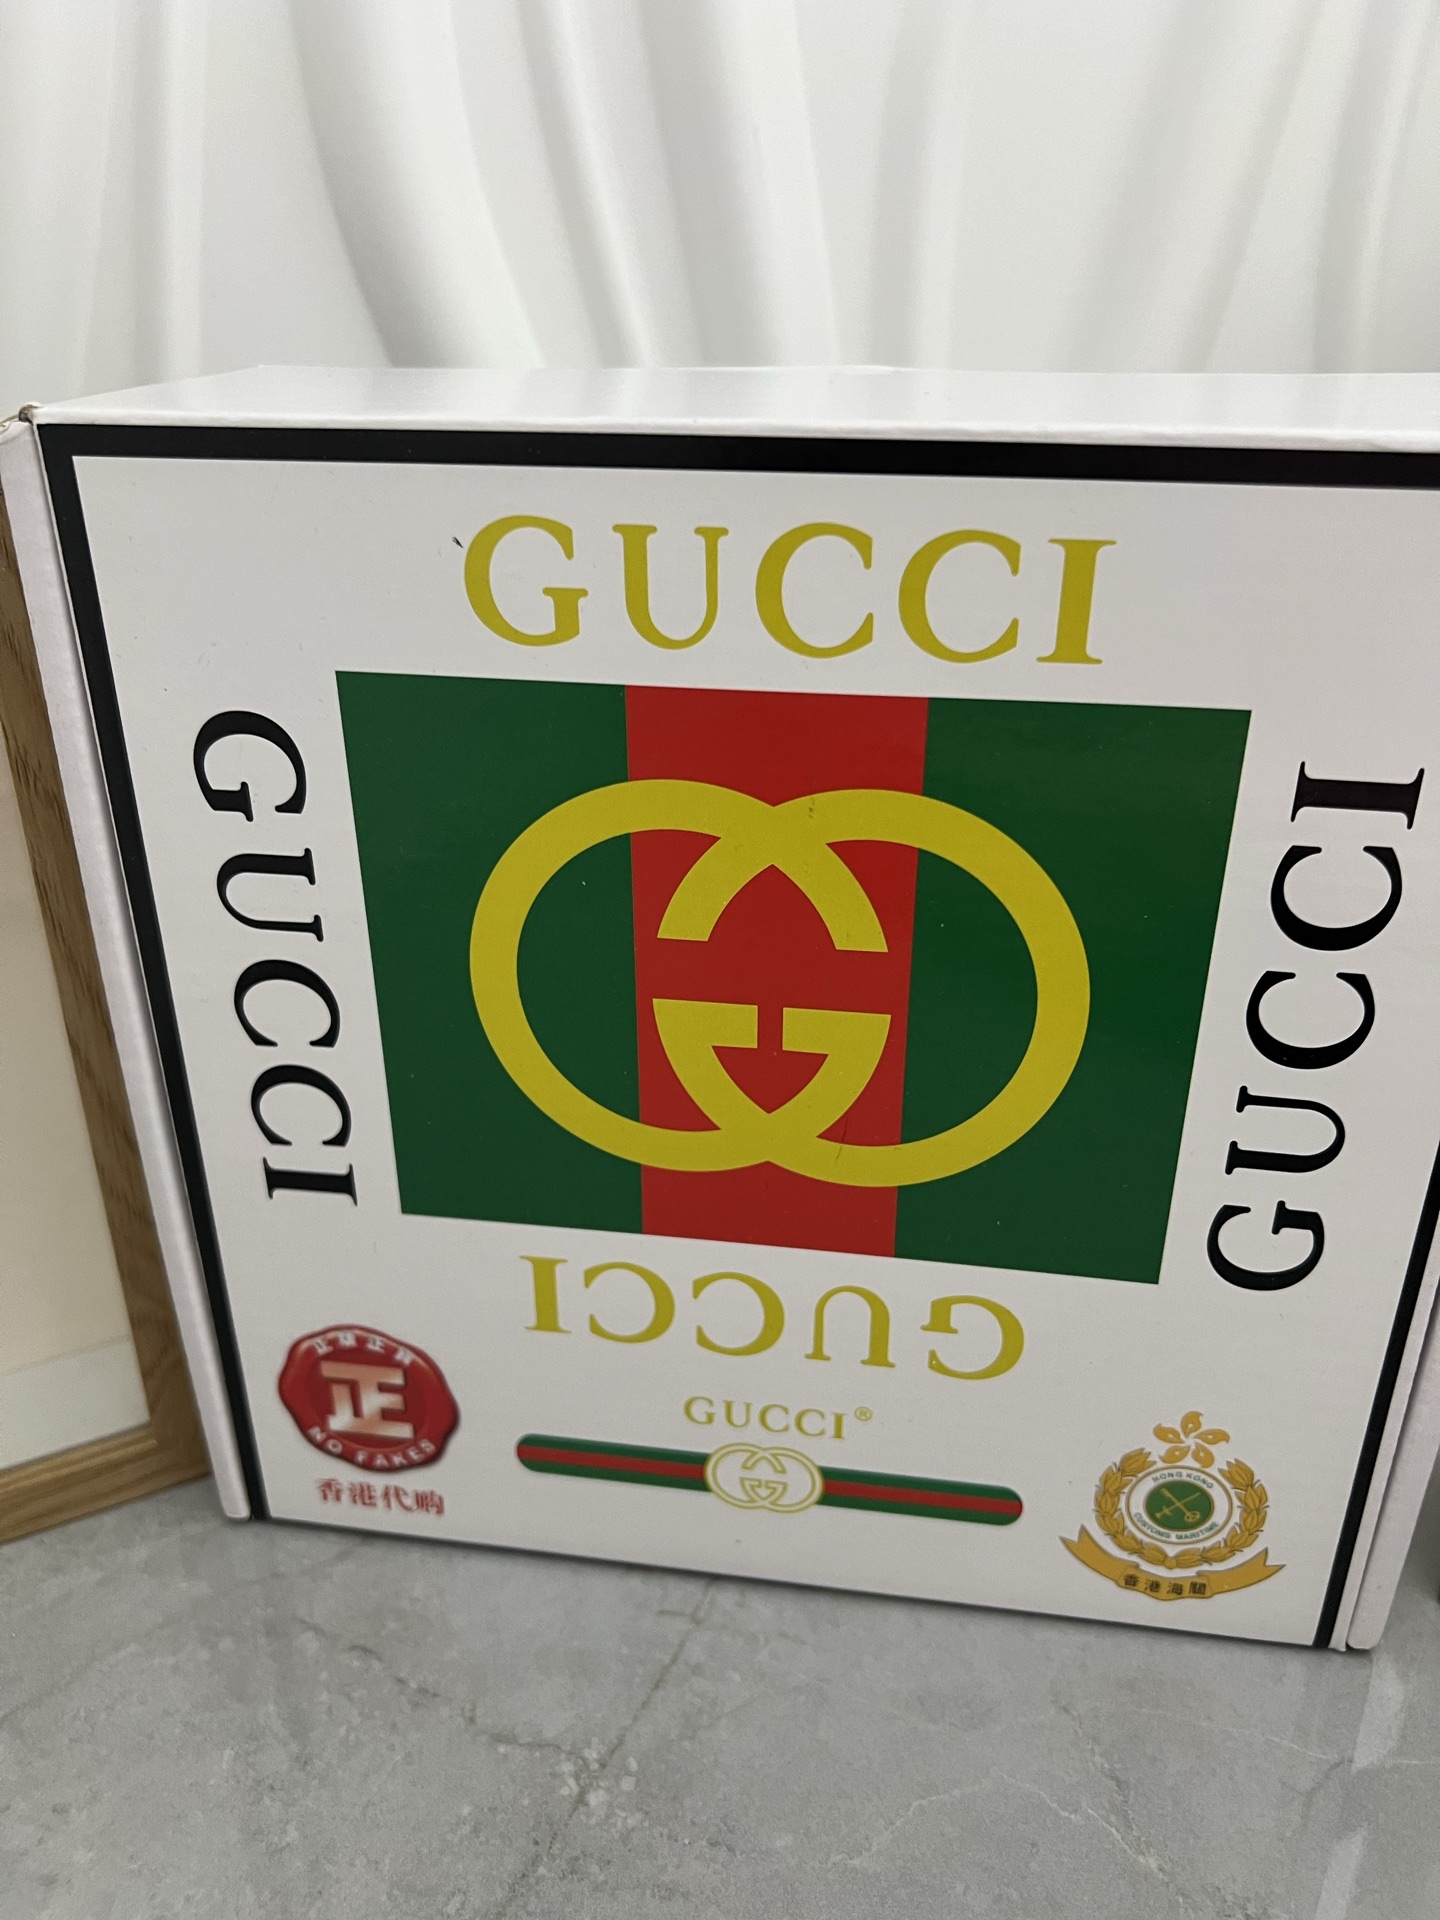 GUCCI
GUCCI
GUCCI
GUCCI
GUCCI®
正品正货
正
NO FAKES
香港代购
HONG KONG
CUSTOMS MARITIME
香港海關